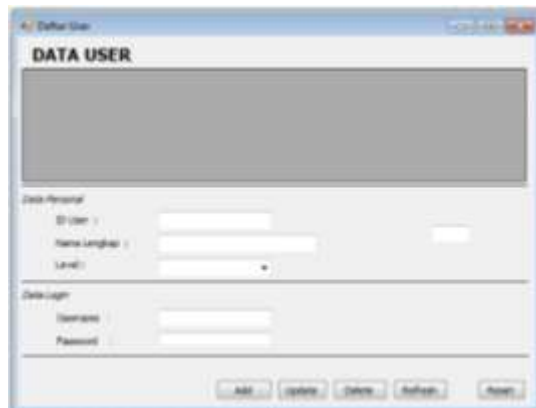 Daftar User
DATA USER
Data Personal
ID User :
Nama Lengkap :
Level :
Data Login
Username :
Password :
Add Update Delete Refresh Reset